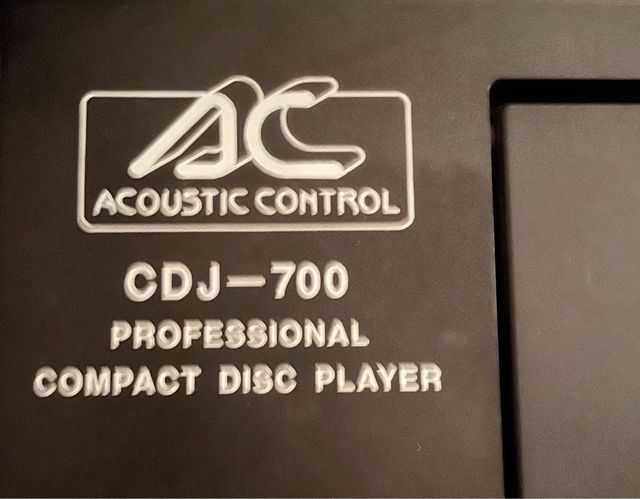 AC
ACOUSTIC CONTROL
CDJ-700
PROFESSIONAL
COMPACT DISC PLAYER